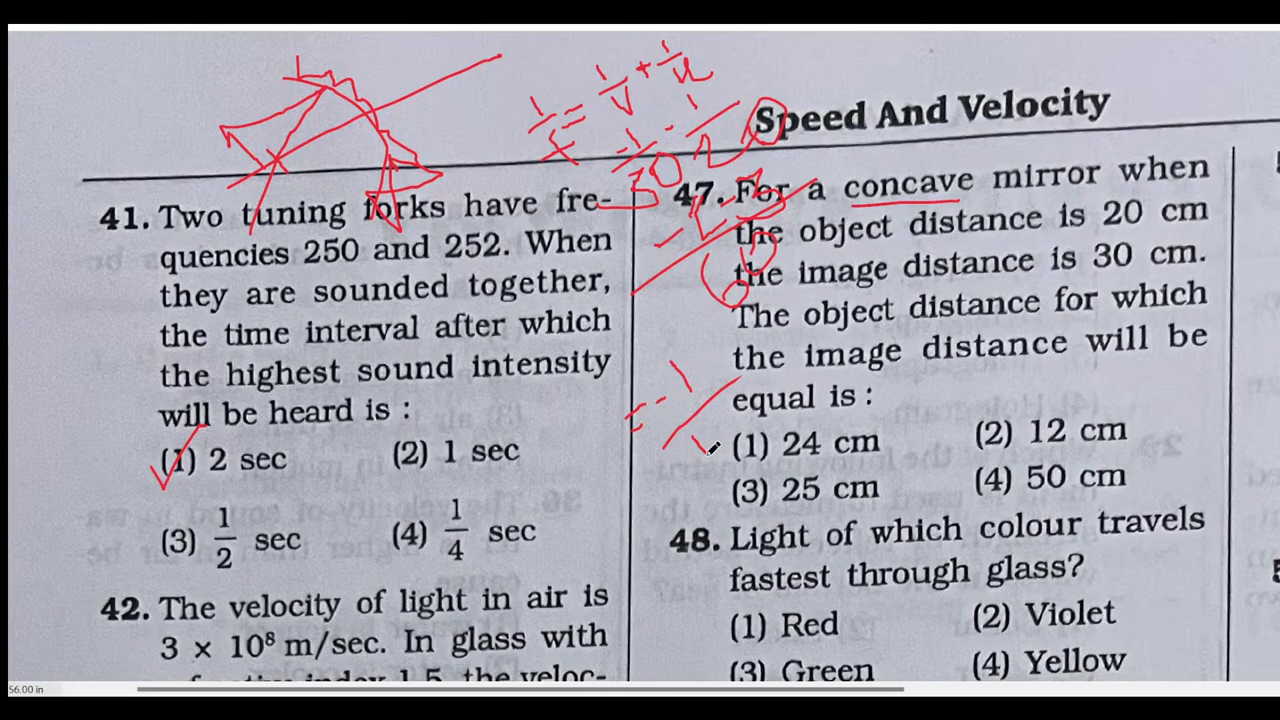 1/f = 1/v + 1/u
Speed And Velocity
41. Two tuning forks have fre-
quencies 250 and 252. When
they are sounded together,
the time interval after which
the highest sound intensity
will be heard is :
(1) 2 sec (2) 1 sec
(3) 1/2 sec (4) 1/4 sec
42. The velocity of light in air is
3 × 10⁸ m/sec. In glass with
47. For a concave mirror when
the object distance is 20 cm
the image distance is 30 cm.
The object distance for which
the image distance will be
equal is :
(1) 24 cm (2) 12 cm
(3) 25 cm (4) 50 cm
48. Light of which colour travels
fastest through glass?
(1) Red (2) Violet
(3) Green (4) Yellow
56.00 in